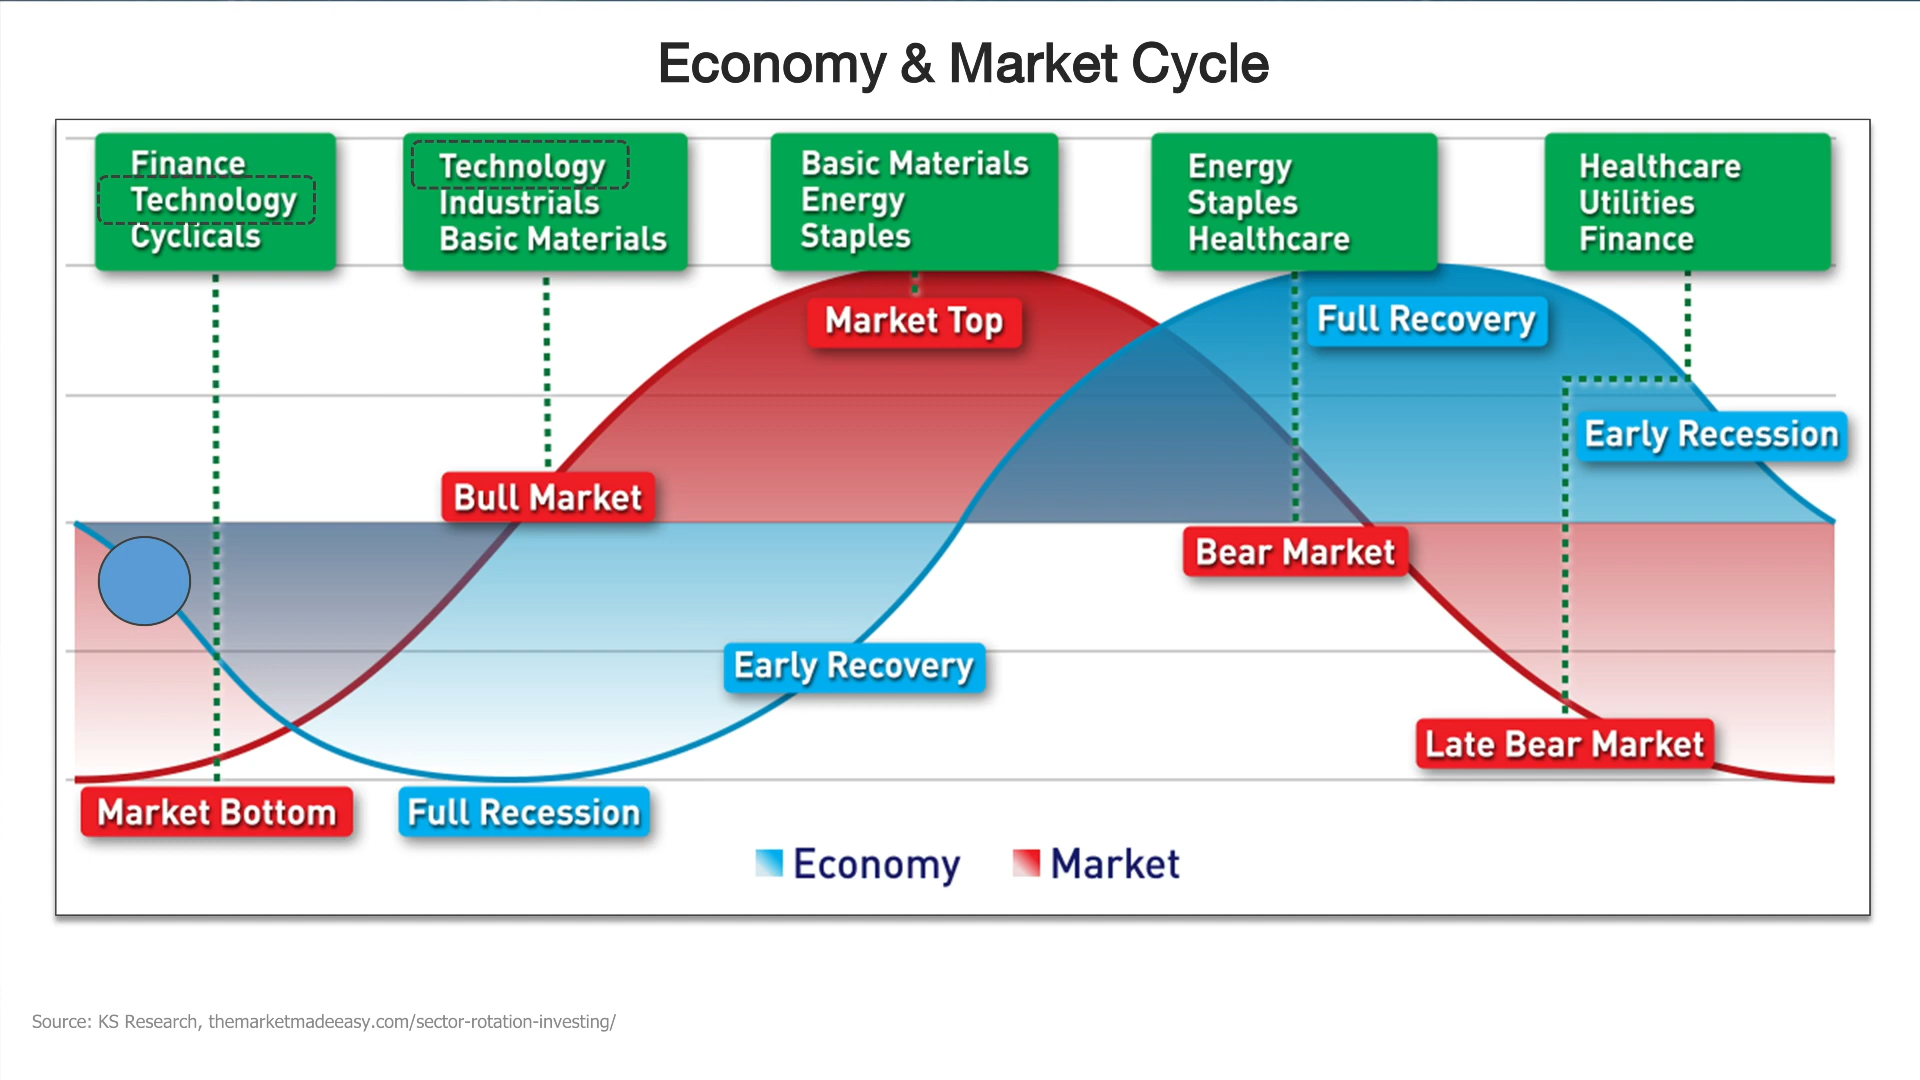 Economy & Market Cycle
Finance
Technology
Cyclicals
Technology
Industrials
Basic Materials
Basic Materials
Energy
Staples
Energy
Staples
Healthcare
Healthcare
Utilities
Finance
Market Top
Full Recovery
Early Recession
Bull Market
Bear Market
Early Recovery
Late Bear Market
Market Bottom
Full Recession
Economy
Market
Source: KS Research, themarketmadeeasy.com/sector-rotation-investing/